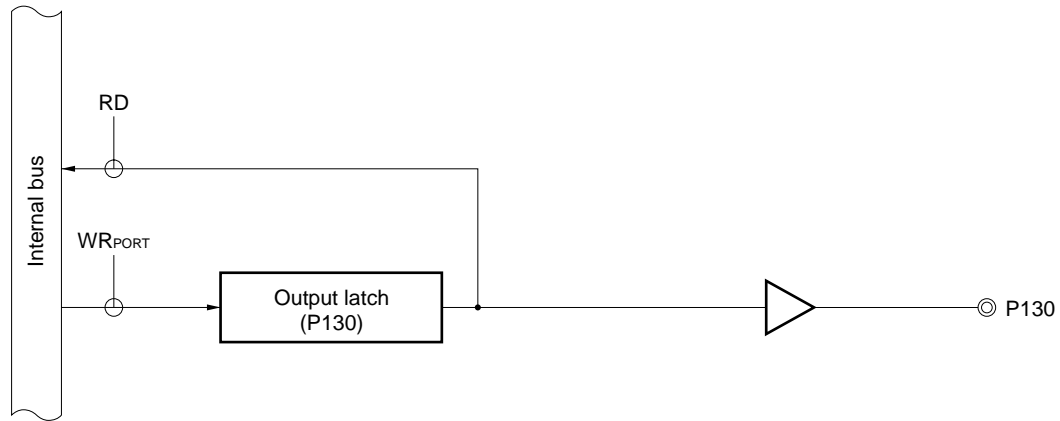 RD
Internal bus
WRPORT
Output latch
(P130)
P130